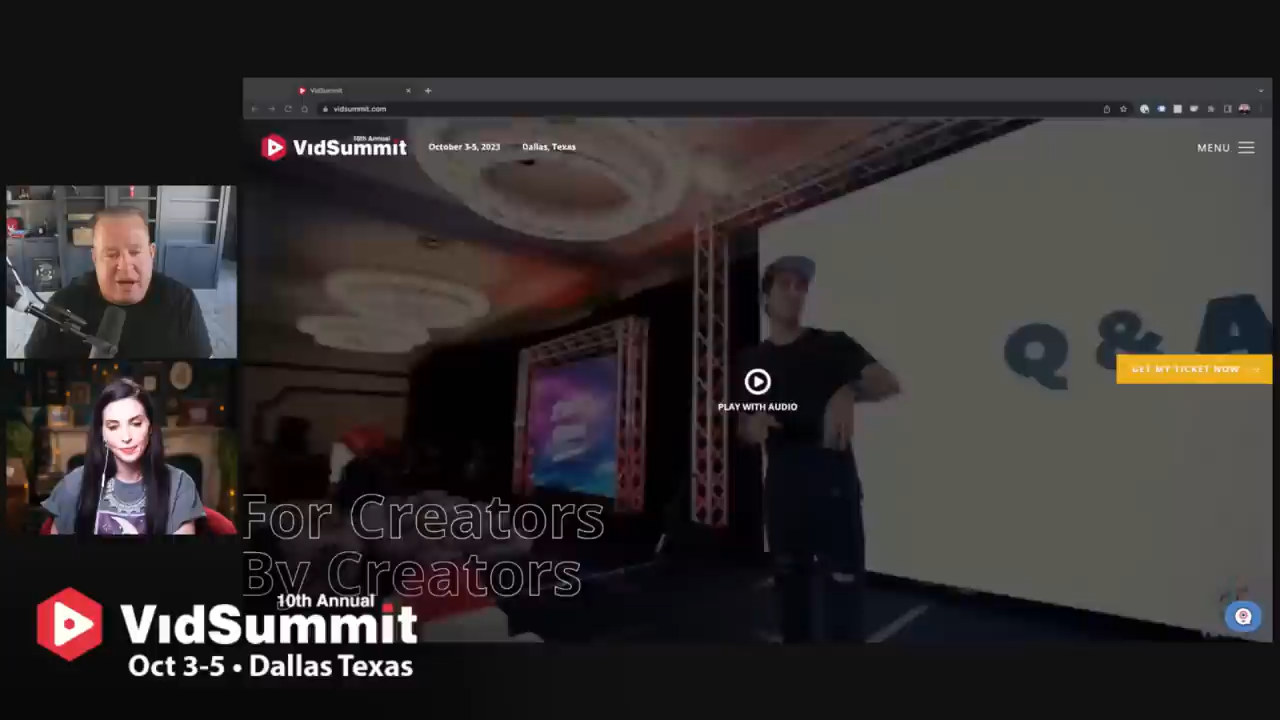 VidSummit
vidsummit.com
10th Annual
VidSummit
October 3-5, 2023
Dallas, Texas
MENU
Q & A
GET MY TICKET NOW →
PLAY WITH AUDIO
For Creators
By Creators
10th Annual
VidSummit
Oct 3-5 • Dallas Texas